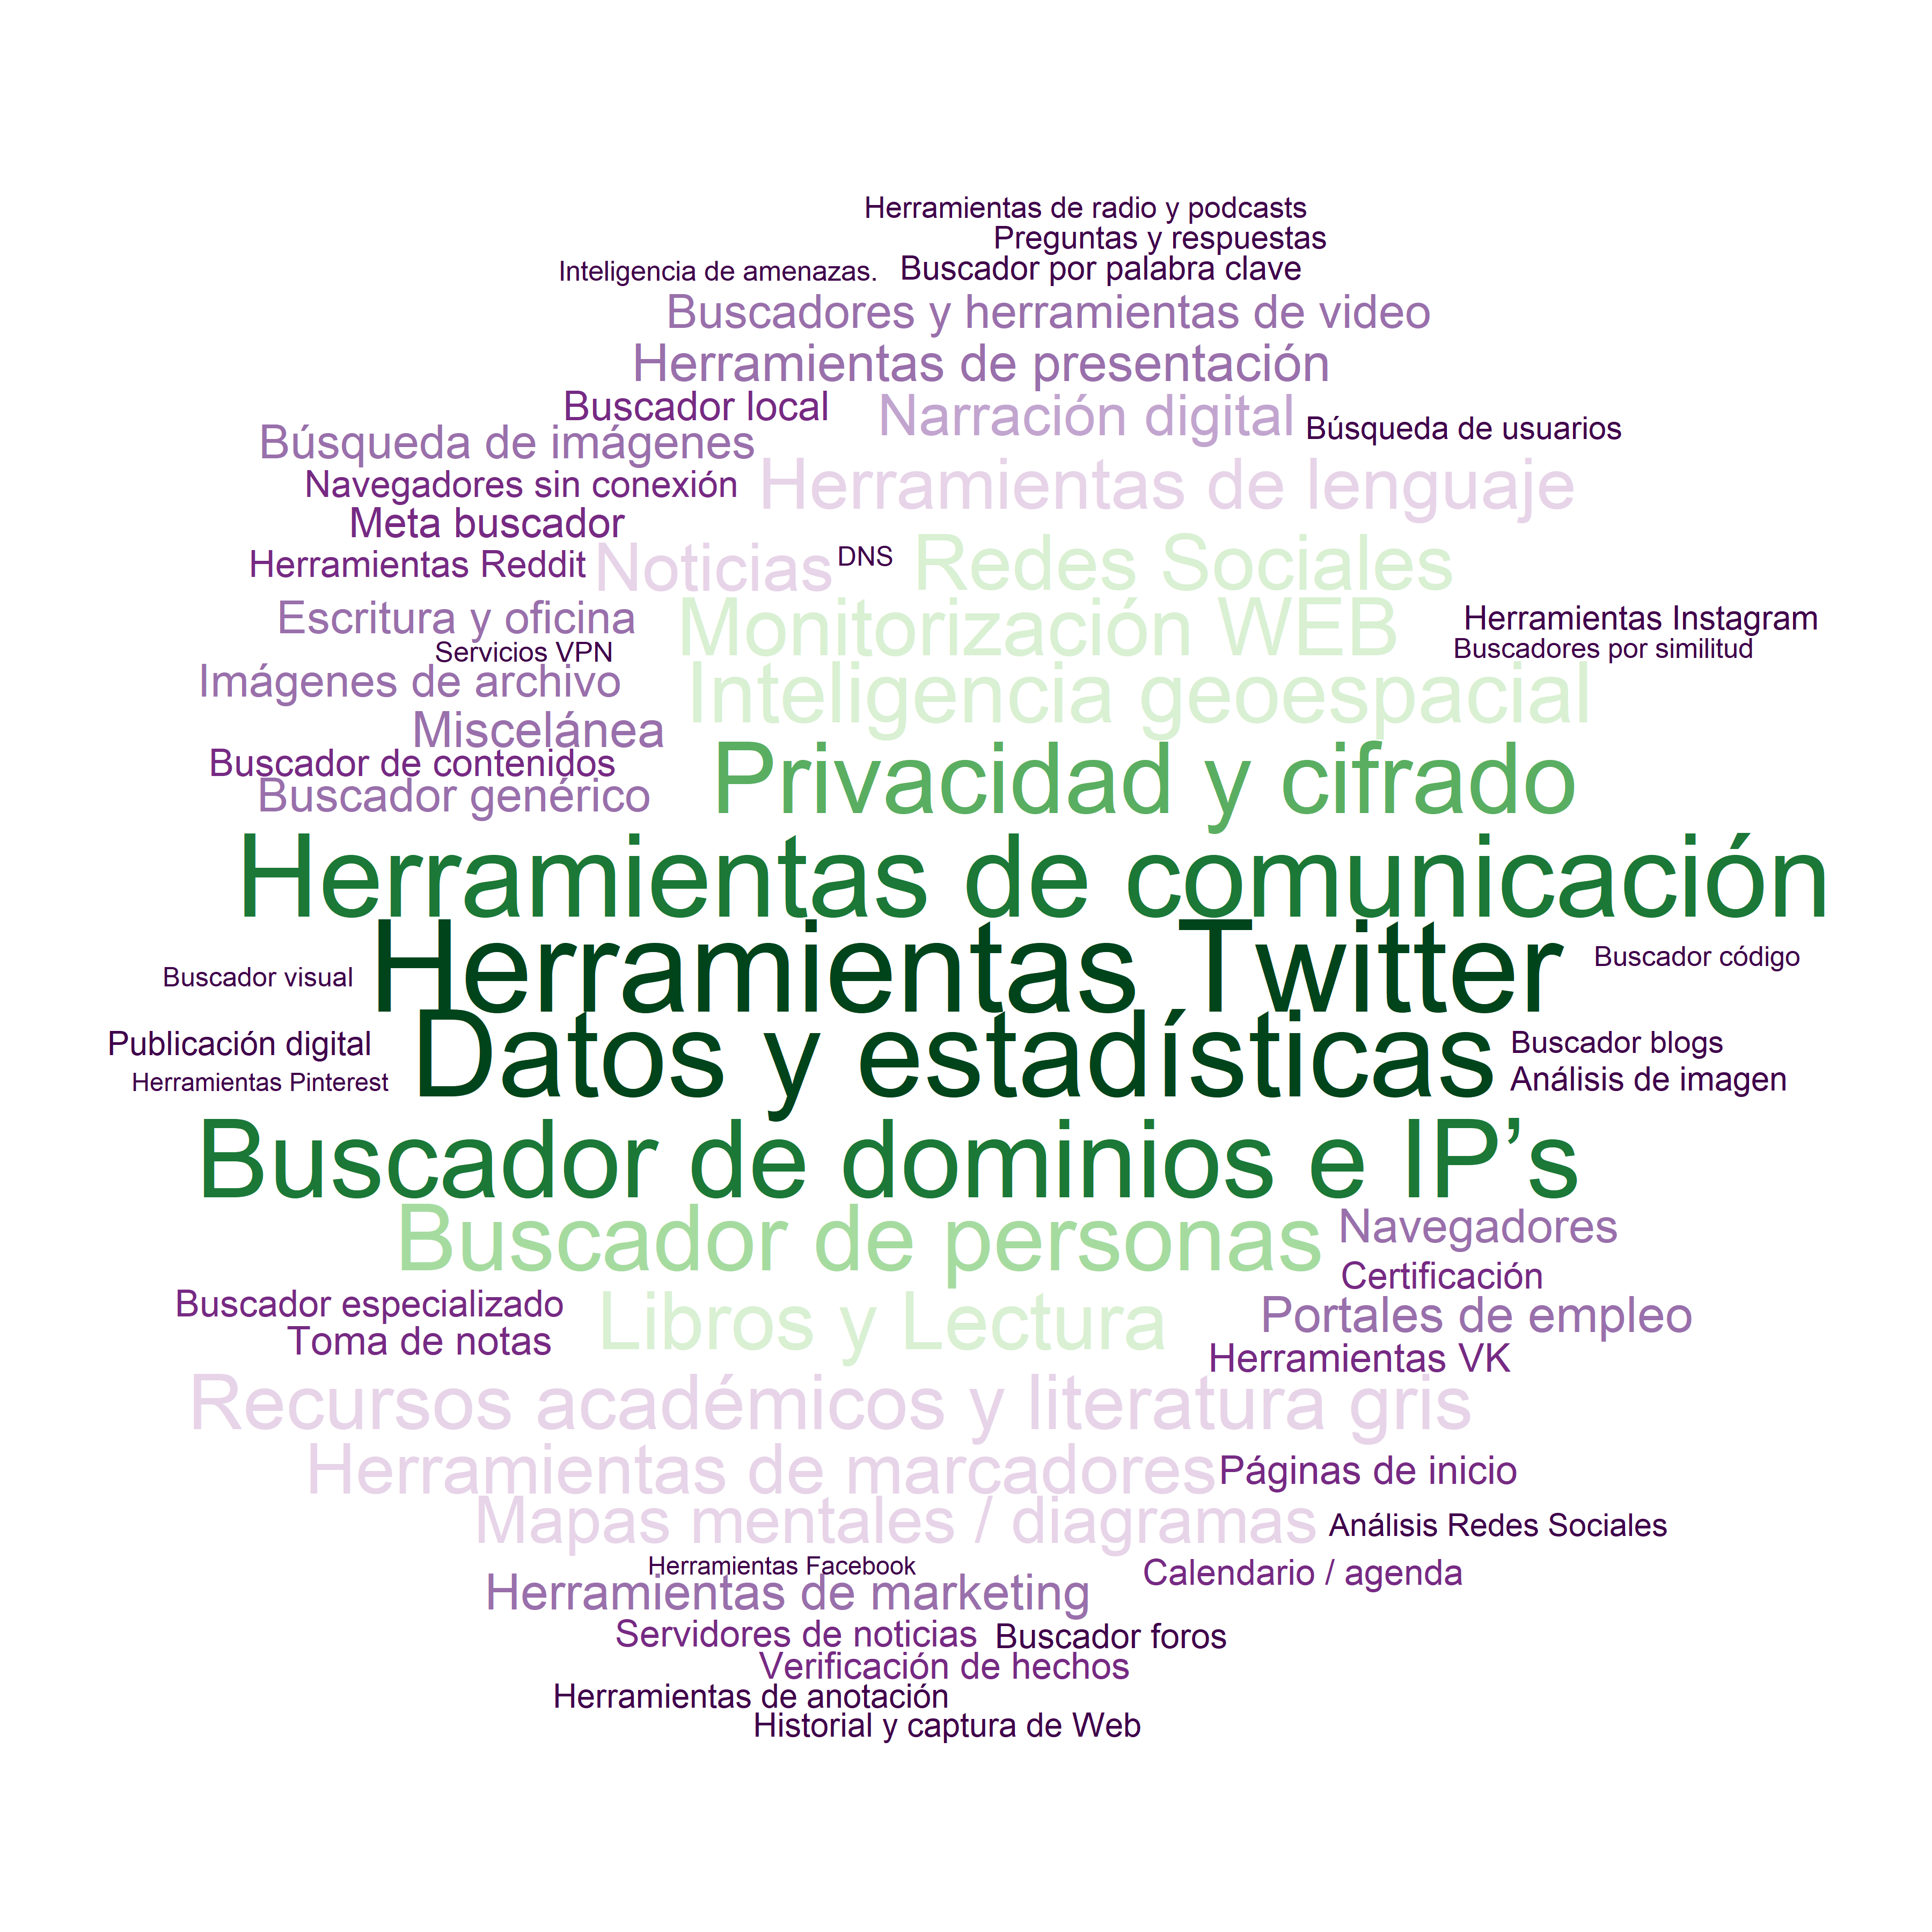 Herramientas de radio y podcasts
Preguntas y respuestas
Inteligencia de amenazas.
Buscador por palabra clave
Buscadores y herramientas de video
Herramientas de presentación
Buscador local
Narración digital
Búsqueda de usuarios
Búsqueda de imágenes
Navegadores sin conexión
Herramientas de lenguaje
Meta buscador
Herramientas Reddit
Noticias
DNS
Redes Sociales
Escritura y oficina
Monitorización WEB
Herramientas Instagram
Servicios VPN
Buscadores por similitud
Imágenes de archivo
Inteligencia geoespacial
Miscelánea
Buscador de contenidos
Privacidad y cifrado
Buscador genérico
Herramientas de comunicación
Buscador visual
Herramientas Twitter
Buscador código
Publicación digital
Datos y estadísticas
Buscador blogs
Herramientas Pinterest
Análisis de imagen
Buscador de dominios e IP’s
Buscador de personas
Navegadores
Certificación
Buscador especializado
Libros y Lectura
Portales de empleo
Toma de notas
Herramientas VK
Recursos académicos y literatura gris
Herramientas de marcadores
Páginas de inicio
Mapas mentales / diagramas
Análisis Redes Sociales
Herramientas Facebook
Calendario / agenda
Herramientas de marketing
Servidores de noticias
Buscador foros
Verificación de hechos
Herramientas de anotación
Historial y captura de Web